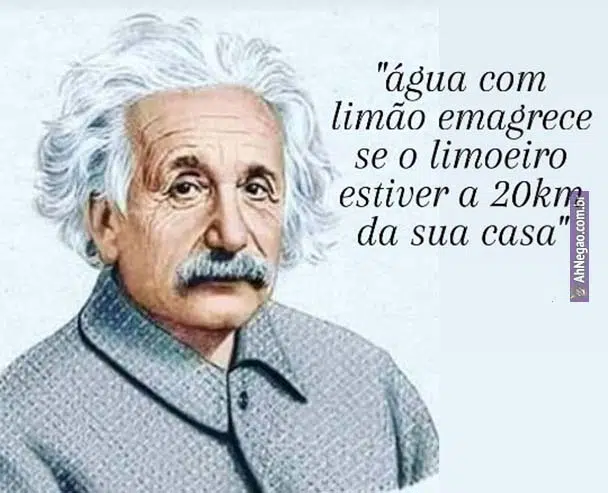 "água com
limão emagrece
se o limoeiro
estiver a 20km
da sua casa"
AhNegao.com.br